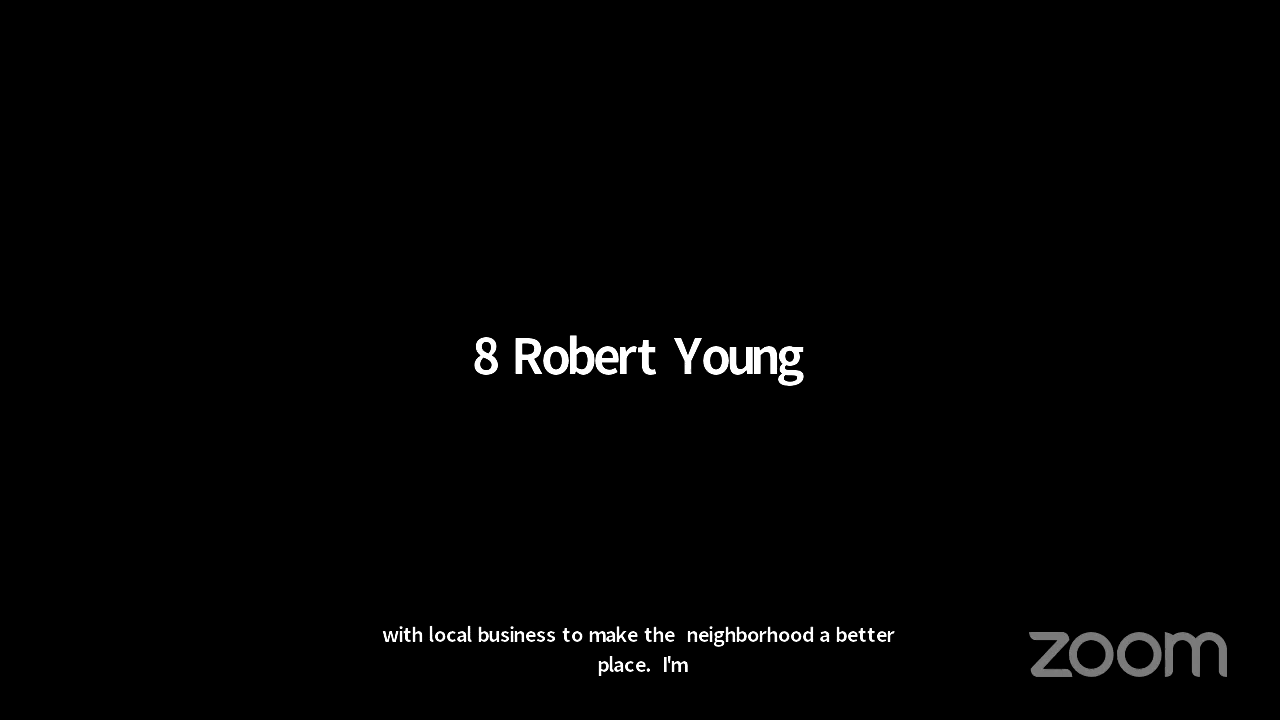 8 Robert Young
with local business to make the neighborhood a better
place. I'm
zoom